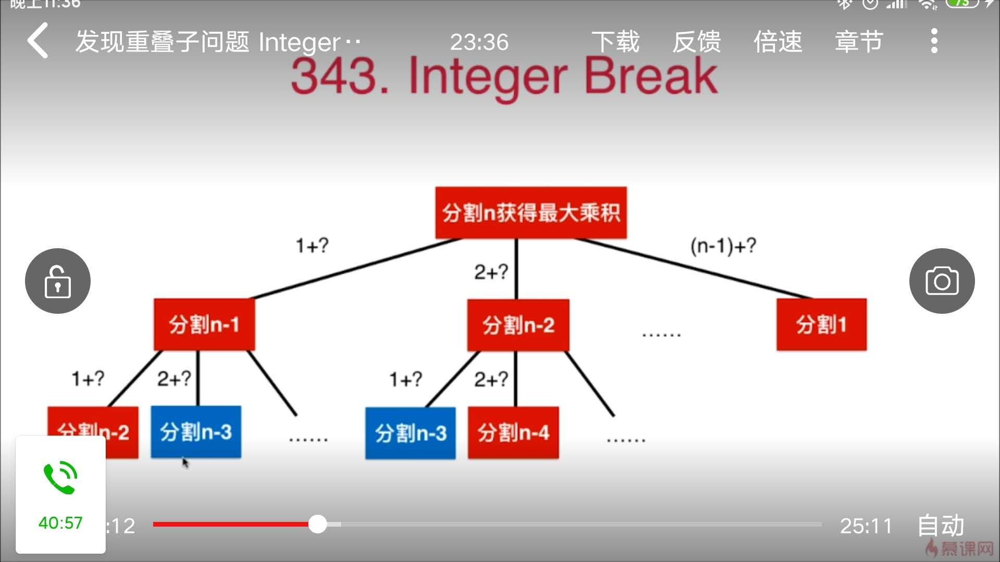 晚上11:36
73
发现重叠子问题 Integer··
23:36
下载
反馈
倍速
章节
343. Integer Break
分割n获得最大乘积
1+?
2+?
(n-1)+?
分割n-1
分割n-2
......
分割1
1+?
2+?
1+?
2+?
分割n-2
分割n-3
......
分割n-3
分割n-4
......
40:57
:12
25:11
自动
慕课网